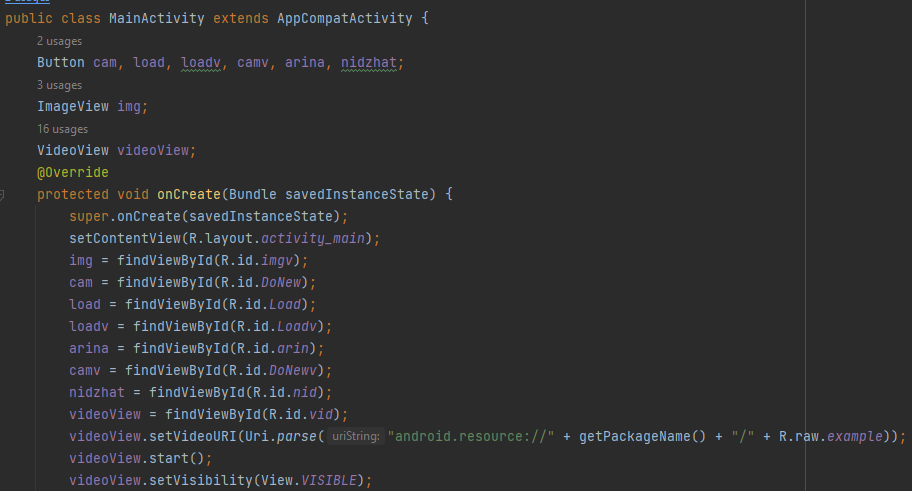 public class MainActivity extends AppCompatActivity {
2 usages
Button cam, load, loadv, camv, arina, nidzhat;
3 usages
ImageView img;
16 usages
VideoView videoView;
@Override
protected void onCreate(Bundle savedInstanceState) {
super.onCreate(savedInstanceState);
setContentView(R.layout.activity_main);
img = findViewById(R.id.imgv);
cam = findViewById(R.id.DoNew);
load = findViewById(R.id.Load);
loadv = findViewById(R.id.Loadv);
arina = findViewById(R.id.arin);
camv = findViewById(R.id.DoNewv);
nidzhat = findViewById(R.id.nid);
videoView = findViewById(R.id.vid);
videoView.setVideoURI(Uri.parse( uriString: "android.resource://" + getPackageName() + "/" + R.raw.example));
videoView.start();
videoView.setVisibility(View.VISIBLE);